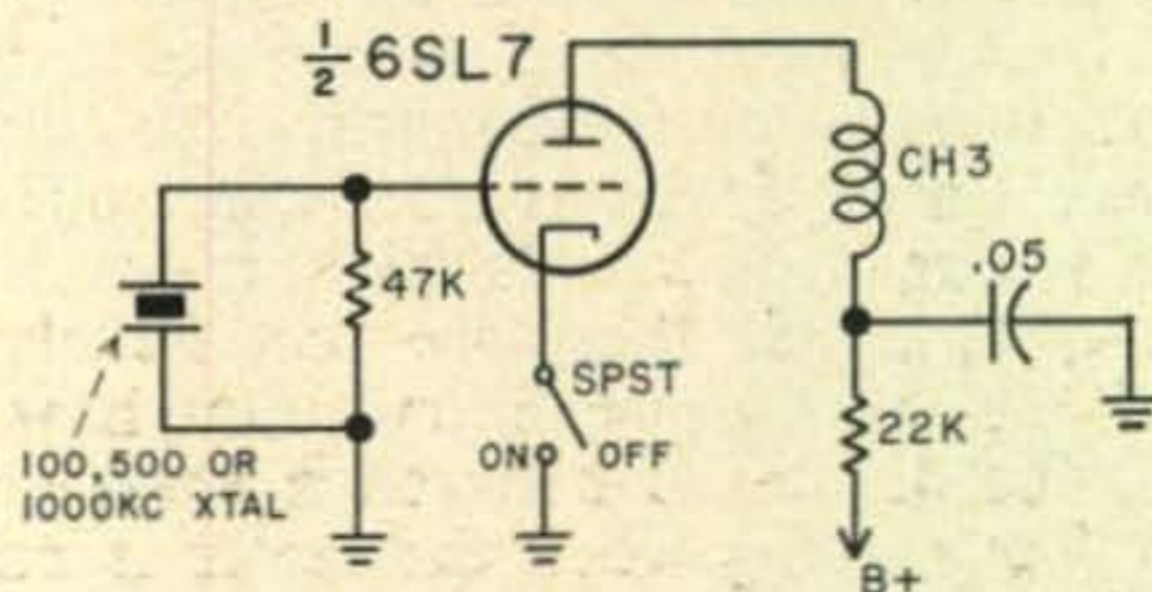 1/2 6SL7
CH3
.05
47K
SPST
ON OFF
22K
100,500 OR
1000KC XTAL
B+